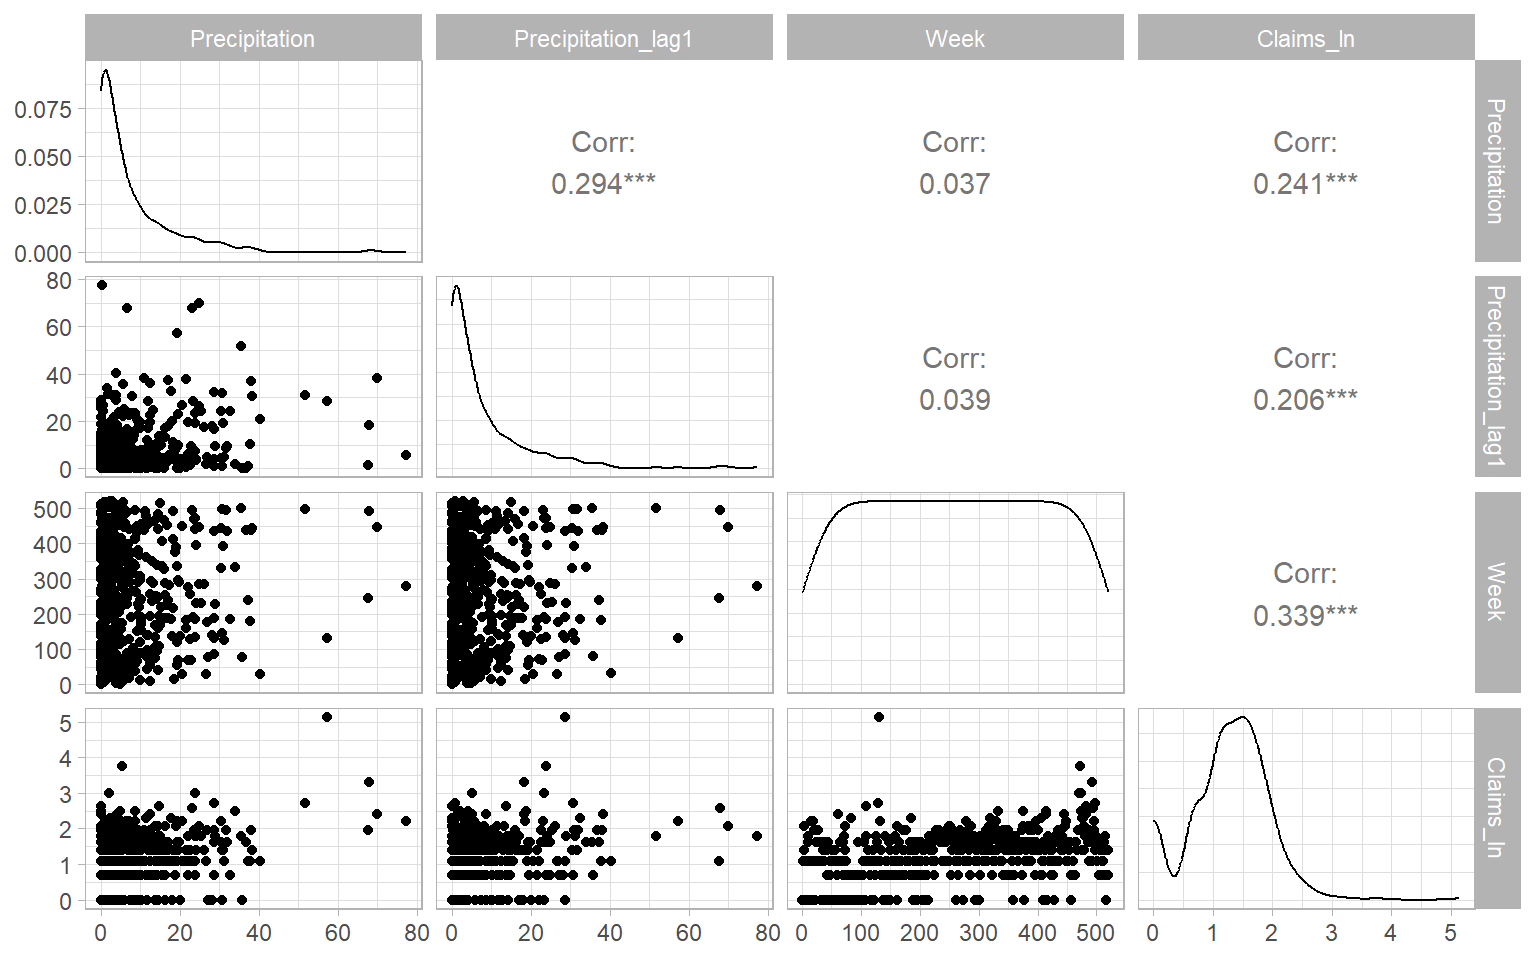 Precipitation Precipitation_lag1 Week Claims_ln
0.075
0.050
0.025
0.000
Corr:
0.294***
Corr:
0.037
Corr:
0.241***
Precipitation
80
60
40
20
0
Corr:
0.039
Corr:
0.206***
Precipitation_lag1
500
400
300
200
100
0
Corr:
0.339***
Week
5
4
3
2
1
0
Claims_ln
0 20 40 60 80 0 20 40 60 80 0 100 200 300 400 500 0 1 2 3 4 5